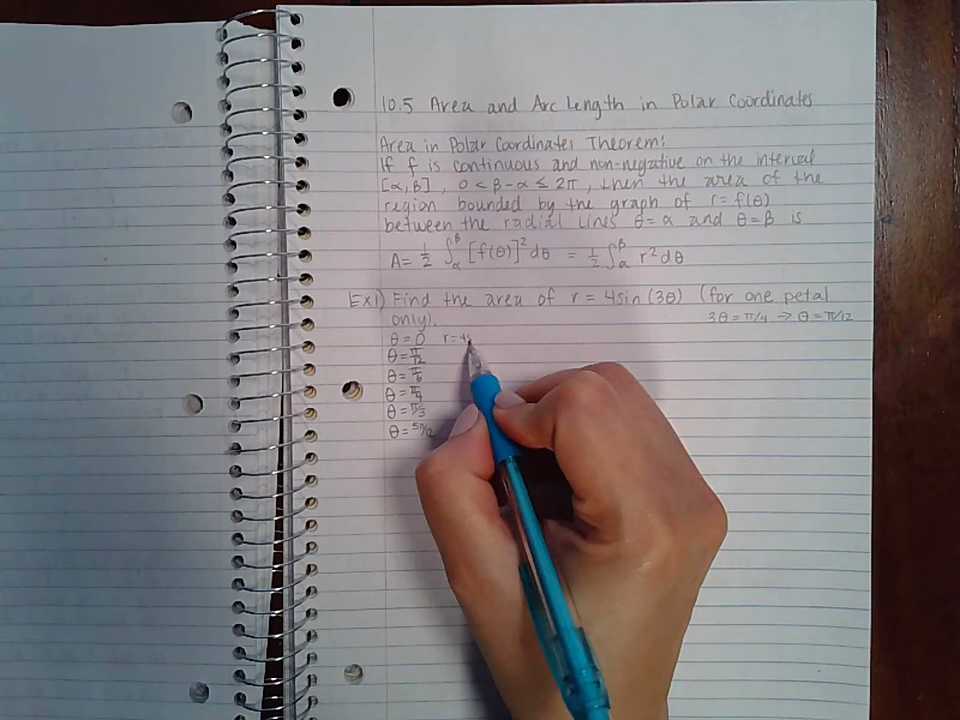 10.5 Area and Arc Length in Polar Coordinates
Area in Polar Coordinates Theorem:
If f is continuous and non-negative on the interval
[α, β], 0 < β - α ≤ 2π, then the area of the
region bounded by the graph of r = f(θ)
between the radial lines θ = α and θ = β is
A = 1/2 ∫_α^β [f(θ)]² dθ = 1/2 ∫_α^β r² dθ
EX1) Find the area of r = 4sin(3θ) (for one petal
only). 3θ = π/4 → θ = π/12
θ = 0 r = 4s
θ = π/12
θ = π/6
θ = π/4
θ = π/3
θ = 5π/12